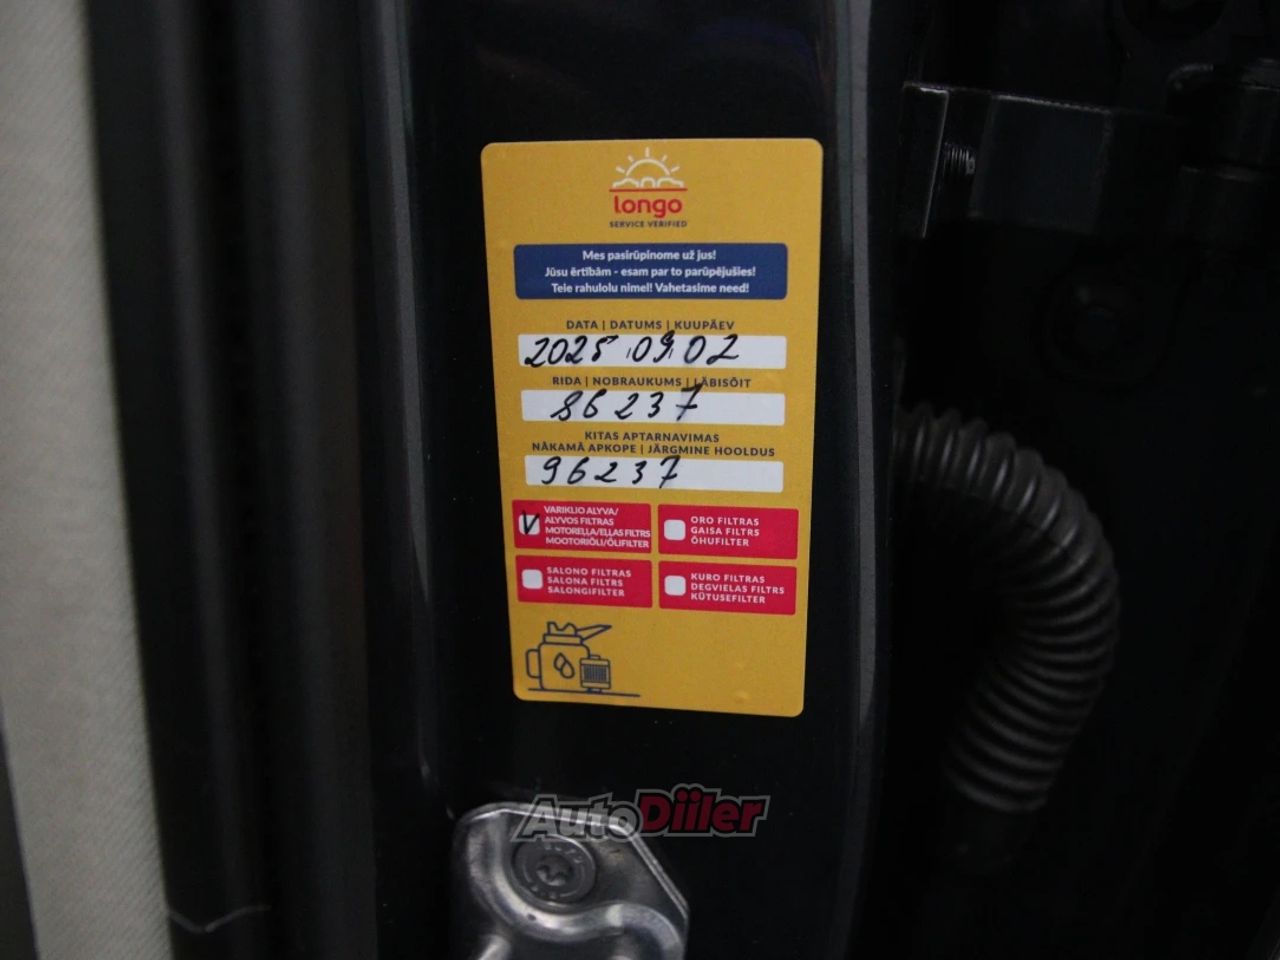 longo
SERVICE VERIFIED
Mes pasirūpinome už jus!
Jūsu ērtībām - esam par to parūpējušies!
Teie rahulolu nimel! Vahetasime need!
DATA | DATUMS | KUUPÄEV
2025.09.02
RIDA | NOBRAUKUMS | LÄBISÕIT
86237
KITAS APTARNAVIMAS
NĀKAMĀ APKOPE | JÄRGMINE HOOLDUS
96237
V
VARIKLIO ALYVA/
ALYVOS FILTRAS
MOTOREĻĻA/EĻĻAS FILTRS
MOOTORIÕLI/ÕLIFILTER
ORO FILTRAS
GAISA FILTRS
ÕHUFILTER
SALONO FILTRAS
SALONA FILTRS
SALONGIFILTER
KURO FILTRAS
DEGVIELAS FILTRS
KÜTUSEFILTER
AutoDiiler